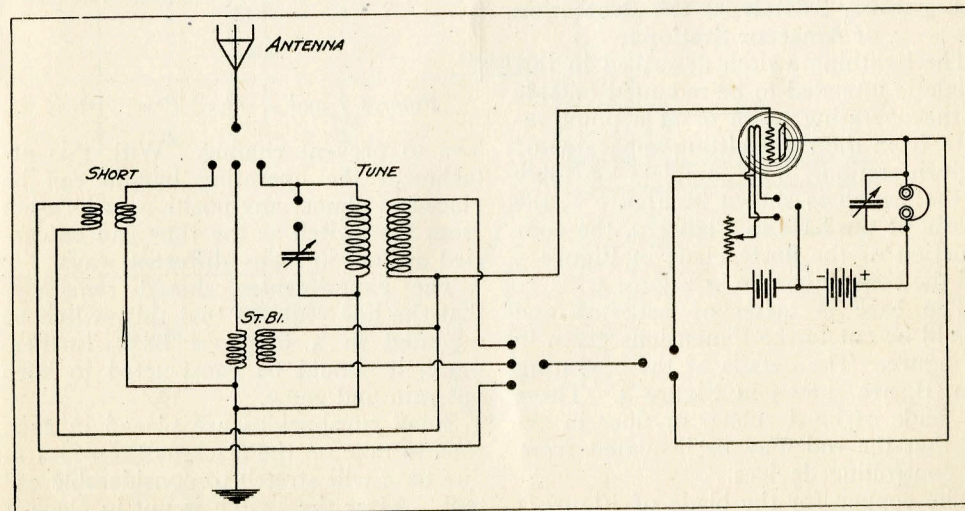 ANTENNA
SHORT
TUNE
ST. BI.
- +